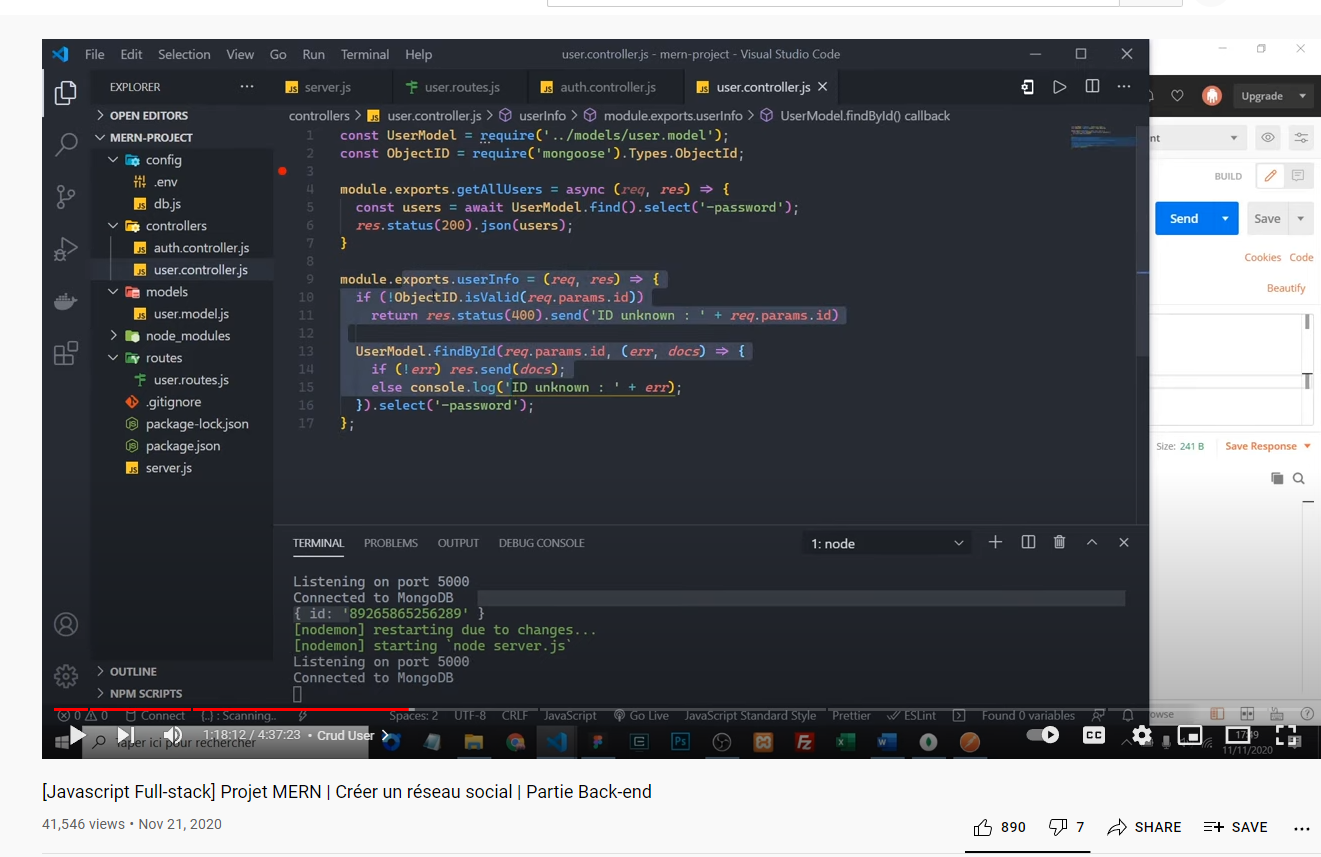 File Edit Selection View Go Run Terminal Help user.controller.js - mern-project - Visual Studio Code
EXPLORER
server.js user.routes.js auth.controller.js user.controller.js
Upgrade
OPEN EDITORS
MERN-PROJECT
config
.env
db.js
controllers
auth.controller.js
user.controller.js
models
user.model.js
node_modules
routes
user.routes.js
.gitignore
package-lock.json
package.json
server.js
OUTLINE
NPM SCRIPTS
controllers > user.controller.js > userInfo > module.exports.userInfo > UserModel.findById() callback
1 const UserModel = require('../models/user.model');
2 const ObjectID = require('mongoose').Types.ObjectId;
3
4 module.exports.getAllUsers = async (req, res) => {
5 const users = await UserModel.find().select('-password');
6 res.status(200).json(users);
7 }
8
9 module.exports.userInfo = (req, res) => {
10 if (!ObjectID.isValid(req.params.id))
11 return res.status(400).send('ID unknown : ' + req.params.id)
12
13 UserModel.findById(req.params.id, (err, docs) => {
14 if (!err) res.send(docs);
15 else console.log('ID unknown : ' + err);
16 }).select('-password');
17 };
nt
BUILD
Send Save
Cookies Code
Beautify
Size: 241 B Save Response
TERMINAL PROBLEMS OUTPUT DEBUG CONSOLE 1: node
Listening on port 5000
Connected to MongoDB
{ id: '89265865256289' }
[nodemon] restarting due to changes...
[nodemon] starting `node server.js`
Listening on port 5000
Connected to MongoDB
0 0 Connect {..} : Scanning.. Spaces: 2 UTF-8 CRLF JavaScript Go Live JavaScript Standard Style Prettier ESLint Found 0 variables
owse
Taper ici pour rechercher
1:18:12 / 4:37:23 • Crud User
CC
11/11/2020
[Javascript Full-stack] Projet MERN | Créer un réseau social | Partie Back-end
41,546 views • Nov 21, 2020
890 7 SHARE SAVE